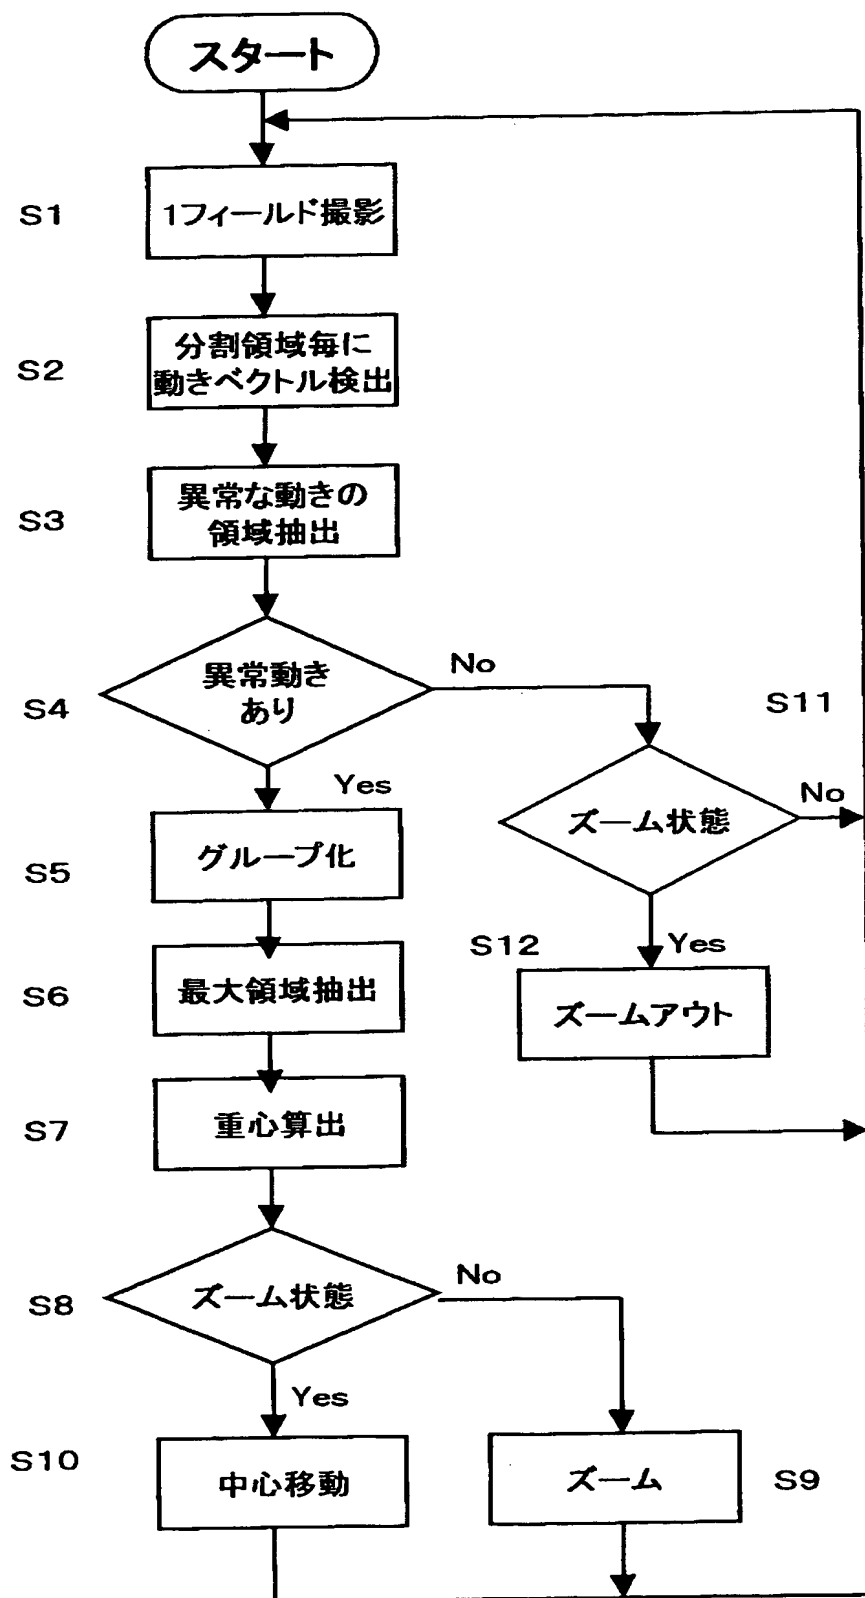 スタート
S1
1フィールド撮影
S2
分割領域毎に
動きベクトル検出
S3
異常な動きの
領域抽出
S4
異常動き
あり
No
Yes
S11
ズーム状態
No
S5
グループ化
S12
Yes
ズームアウト
S6
最大領域抽出
S7
重心算出
S8
ズーム状態
No
Yes
S10
中心移動
ズーム
S9